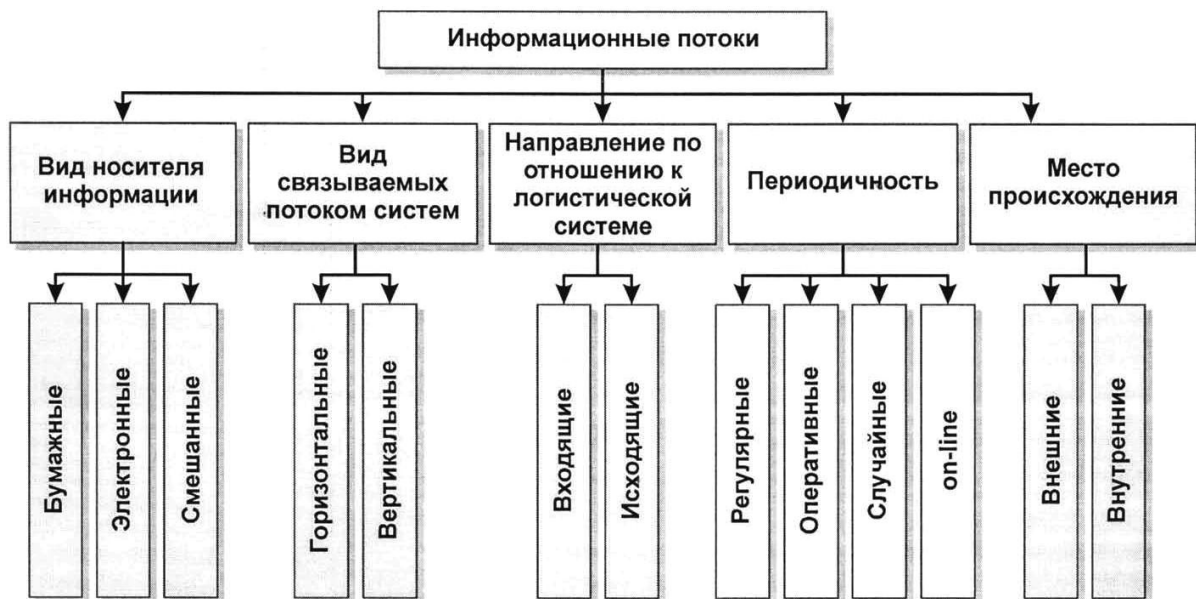 Информационные потоки
Вид носителя
информации
Вид
связываемых
потоком систем
Направление по
отношению к
логистической
системе
Периодичность
Место
происхождения
Бумажные
Электронные
Смешанные
Горизонтальные
Вертикальные
Входящие
Исходящие
Регулярные
Оперативные
Случайные
on-line
Внешние
Внутренние